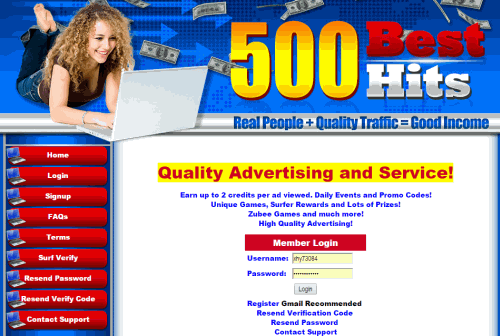 500 Best
Hits
Real People + Quality Traffic = Good Income
Home
Login
Signup
FAQs
Terms
Surf Verify
Resend Password
Resend Verify Code
Contact Support
Quality Advertising and Service!
Earn up to 2 credits per ad viewed. Daily Events and Promo Codes!
Unique Games, Surfer Rewards and Lots of Prizes!
Zubee Games and much more!
High Quality Advertising!
Member Login
Username:
Password: ••••••••••••
Login
Register Gmail Recommended
Resend Verification Code
Resend Password
Contact Support